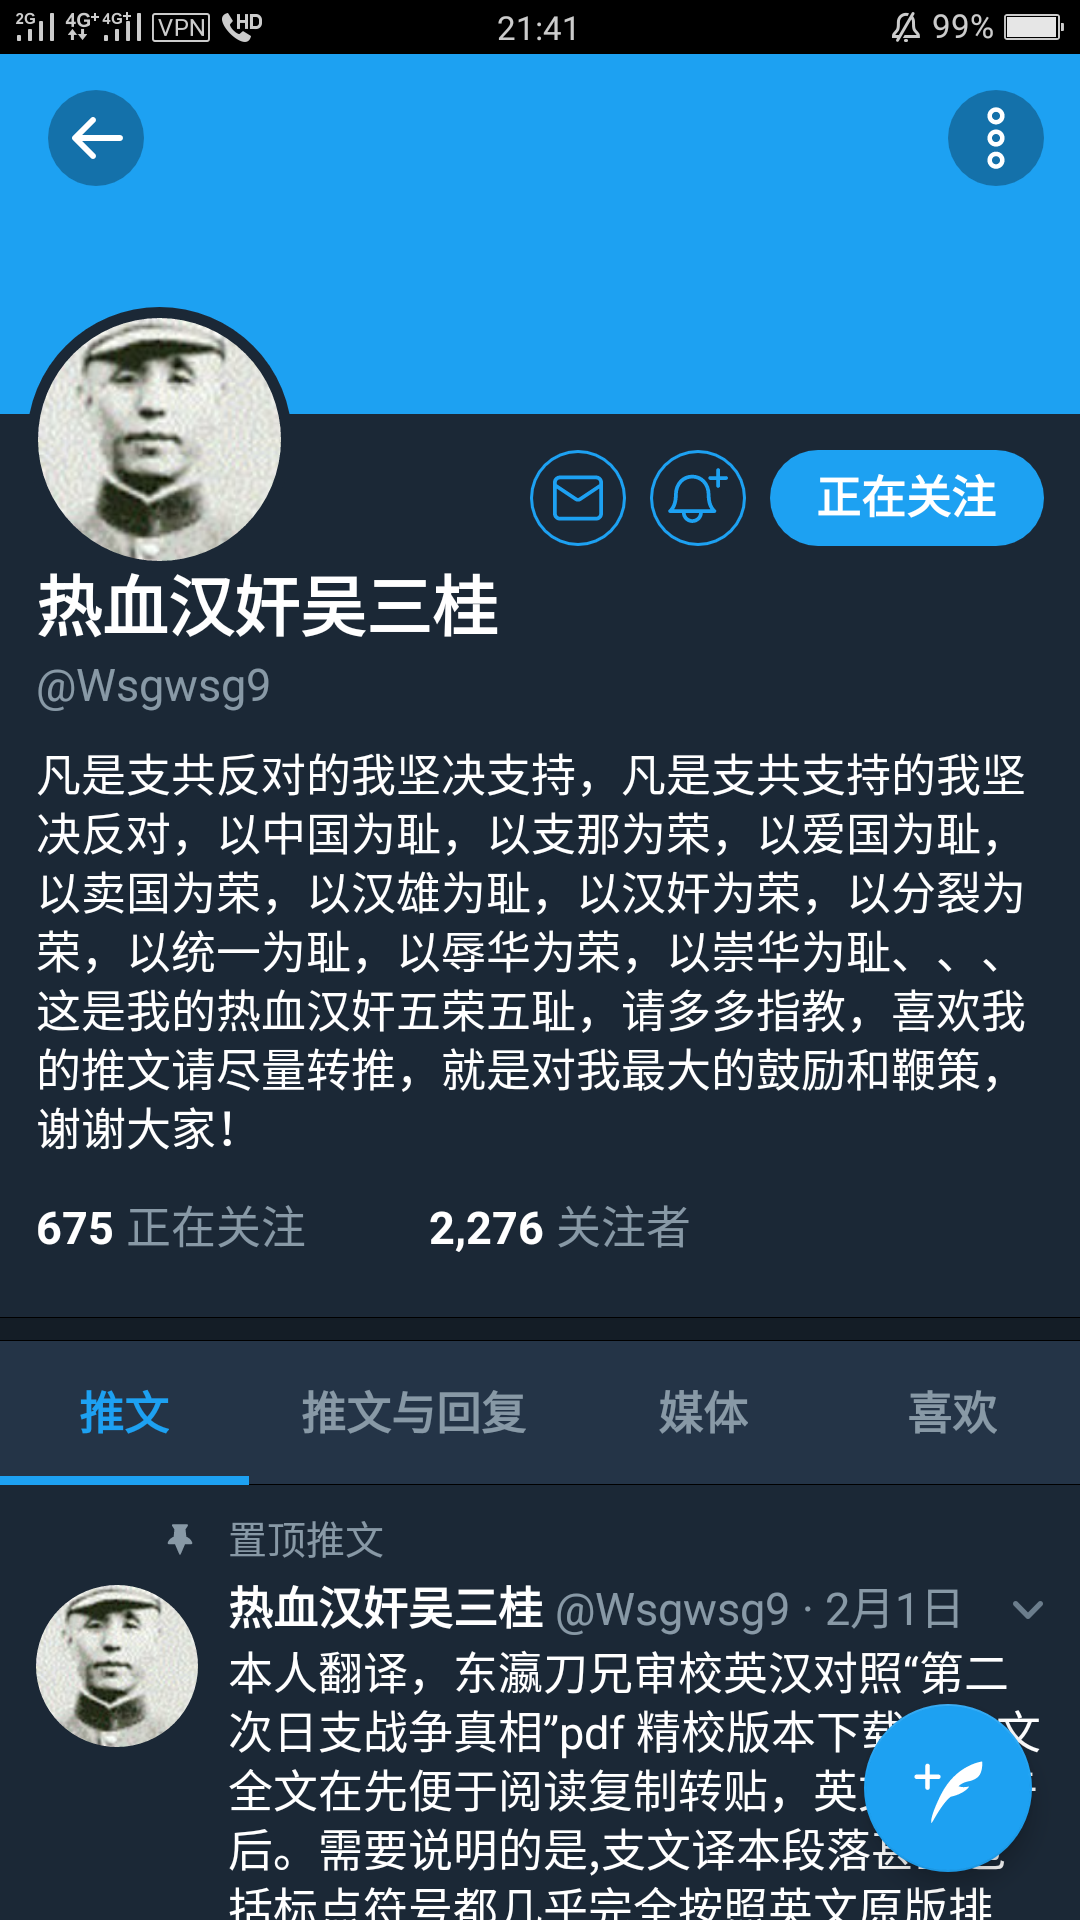 2G 4G+ 4G+ VPN HD 21:41 99%
正在关注
热血汉奸吴三桂
@Wsgwsg9
凡是支共反对的我坚决支持，凡是支共支持的我坚
决反对，以中国为耻，以支那为荣，以爱国为耻，
以卖国为荣，以汉雄为耻，以汉奸为荣，以分裂为
荣，以统一为耻，以辱华为荣，以崇华为耻、、、
这是我的热血汉奸五荣五耻，请多多指教，喜欢我
的推文请尽量转推，就是对我最大的鼓励和鞭策，
谢谢大家！
675 正在关注 2,276 关注者
推文 推文与回复 媒体 喜欢
置顶推文
热血汉奸吴三桂 @Wsgwsg9 · 2月1日
本人翻译，东瀛刀兄审校英汉对照“第二
次日支战争真相”pdf 精校版本下载 文
全文在先便于阅读复制转贴，英
后。需要说明的是,支文译本段落甚
括标点符号都几乎完全按照英文原版排